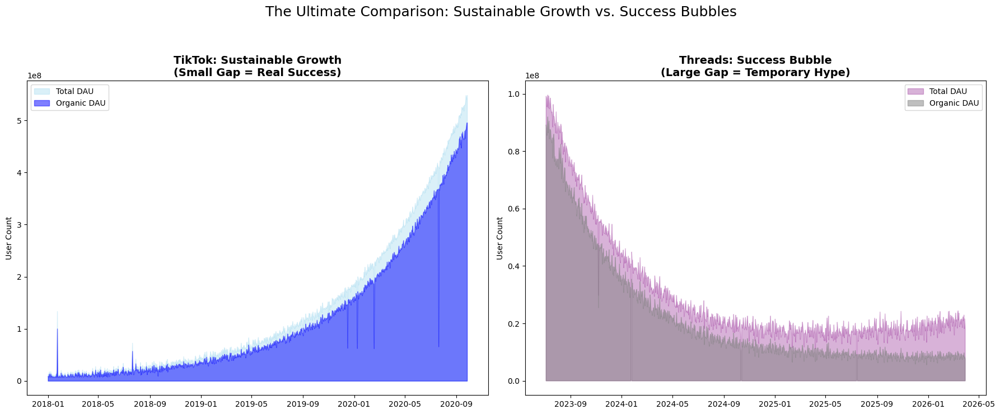 The Ultimate Comparison: Sustainable Growth vs. Success Bubbles
TikTok: Sustainable Growth
(Small Gap = Real Success)
1e8
Total DAU
Organic DAU
User Count
5
4
3
2
1
0
2018-01
2018-05
2018-09
2019-01
2019-05
2019-09
2020-01
2020-05
2020-09
Threads: Success Bubble
(Large Gap = Temporary Hype)
1e8
Total DAU
Organic DAU
User Count
1.0
0.8
0.6
0.4
0.2
0.0
2023-09
2024-01
2024-05
2024-09
2025-01
2025-05
2025-09
2026-01
2026-05